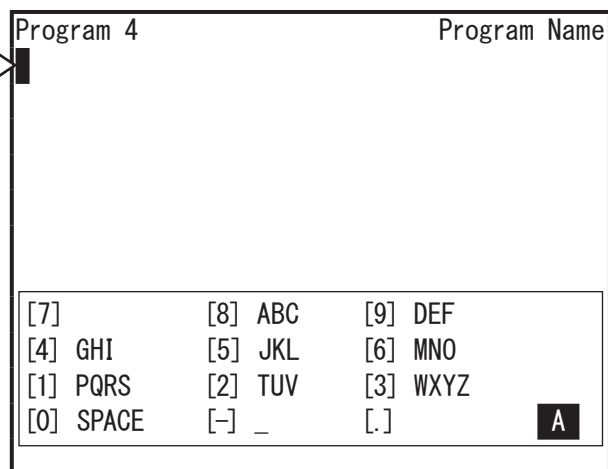 Program 4 Program Name
[7] [8] ABC [9] DEF
[4] GHI [5] JKL [6] MNO
[1] PQRS [2] TUV [3] WXYZ
[0] SPACE [-] _ [.] A